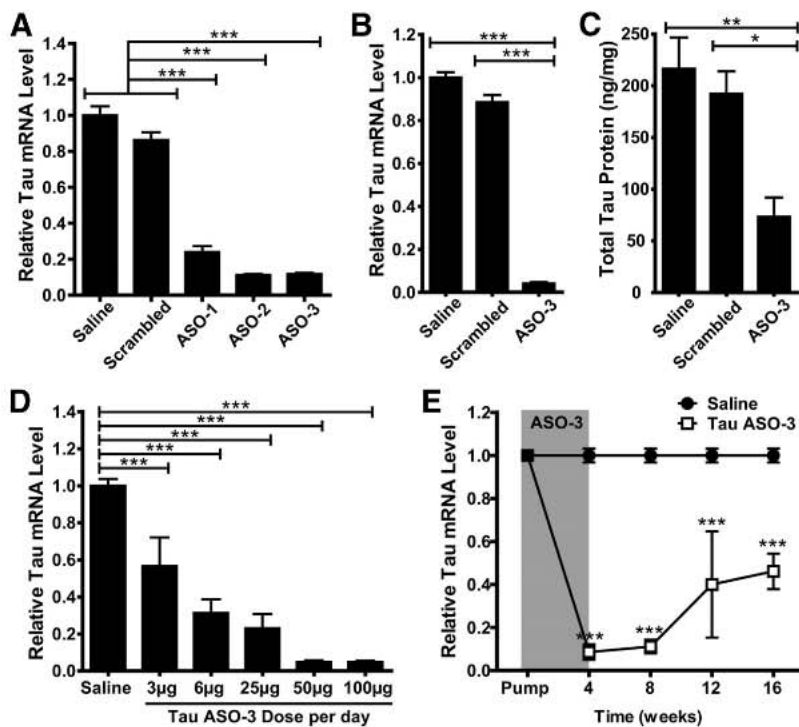 A
Relative Tau mRNA Level
1.4
1.2
1.0
0.8
0.6
0.4
0.2
0.0
***
***
***
Saline
Scrambled
ASO-1
ASO-2
ASO-3
B
Relative Tau mRNA Level
1.2
1.0
0.8
0.6
0.4
0.2
0.0
***
***
Saline
Scrambled
ASO-3
C
Total Tau Protein (ng/mg)
250
200
150
100
50
0
**
*
Saline
Scrambled
ASO-3
D
Relative Tau mRNA Level
1.4
1.2
1.0
0.8
0.6
0.4
0.2
0.0
***
***
***
***
***
Saline
3µg
6µg
25µg
50µg
100µg
Tau ASO-3 Dose per day
E
Saline
Tau ASO-3
Relative Tau mRNA Level
1.2
1.0
0.8
0.6
0.4
0.2
0.0
ASO-3
***
***
***
***
Pump
4
8
12
16
Time (weeks)